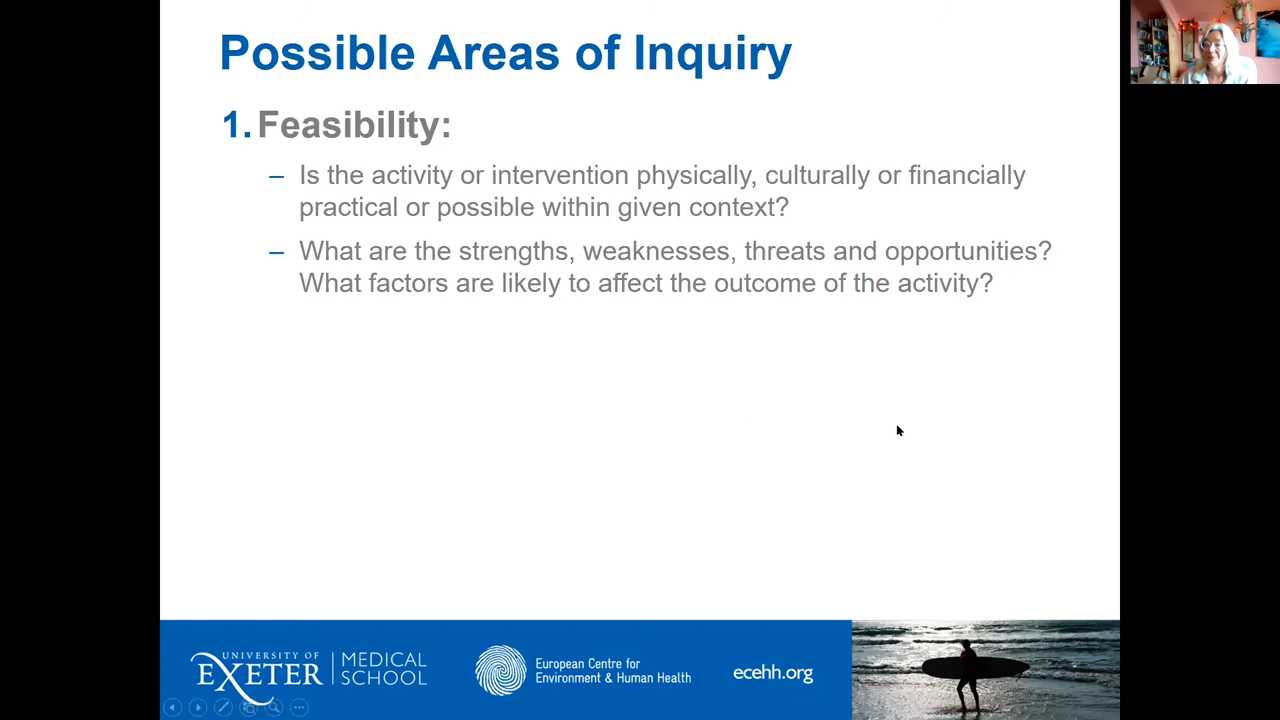 Possible Areas of Inquiry
1. Feasibility:
– Is the activity or intervention physically, culturally or financially
practical or possible within given context?
– What are the strengths, weaknesses, threats and opportunities?
What factors are likely to affect the outcome of the activity?
UNIVERSITY OF
EXETER
MEDICAL
SCHOOL
European Centre for
Environment & Human Health
ecehh.org